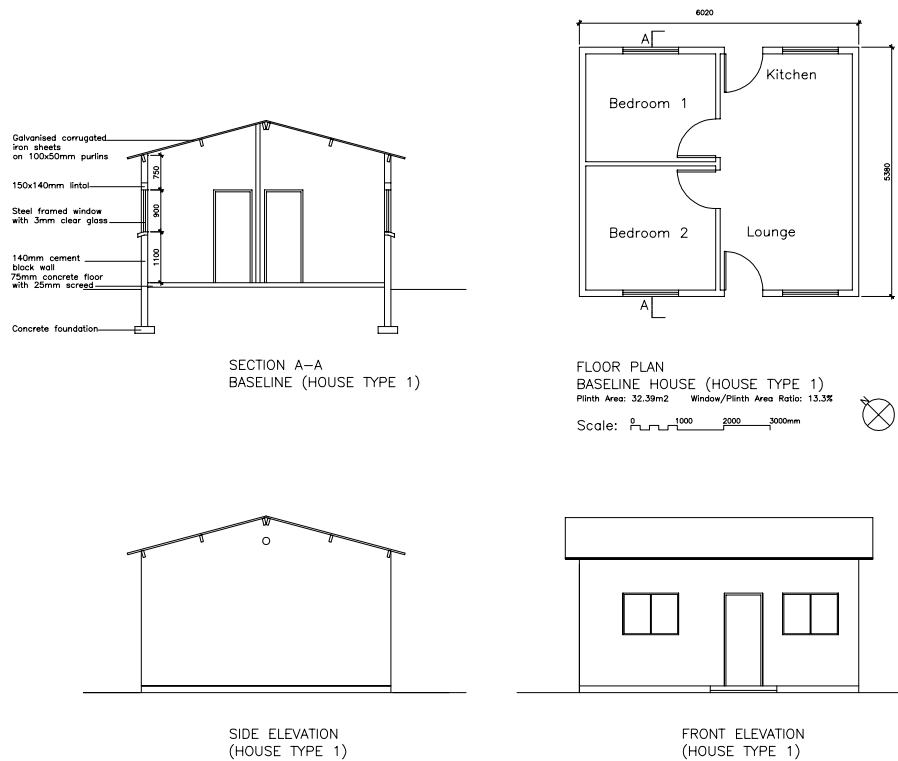 Galvanised corrugated
iron sheets
on 100x50mm purlins
150x140mm lintol
Steel framed window
with 3mm clear glass
140mm cement
block wall
75mm concrete floor
with 25mm screed
Concrete foundation
750
900
1100
SECTION A-A
BASELINE (HOUSE TYPE 1)
6020
A
Kitchen
Bedroom 1
5380
Bedroom 2
Lounge
A
FLOOR PLAN
BASELINE HOUSE (HOUSE TYPE 1)
Plinth Area: 32.39m2 Window/Plinth Area Ratio: 13.3%
Scale: 0 1000 2000 3000mm
N
SIDE ELEVATION
(HOUSE TYPE 1)
FRONT ELEVATION
(HOUSE TYPE 1)